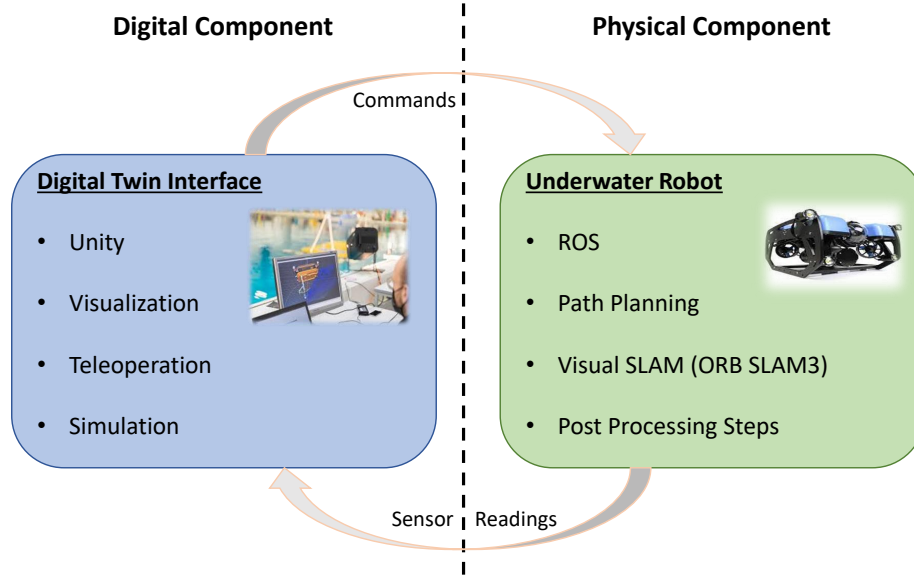 Digital Component
Physical Component
Commands
Digital Twin Interface
• Unity
• Visualization
• Teleoperation
• Simulation
Underwater Robot
• ROS
• Path Planning
• Visual SLAM (ORB SLAM3)
• Post Processing Steps
Sensor Readings